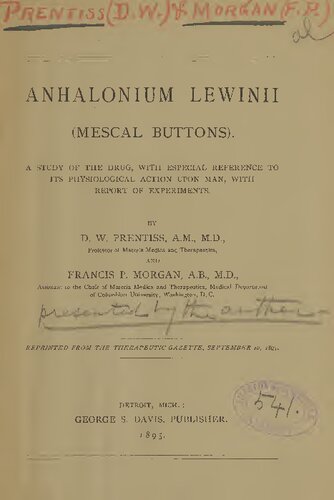 PRENTISS (D.W.) & MORGAN (F.P.)
al
ANHALONIUM LEWINII
(MESCAL BUTTONS).
A STUDY OF THE DRUG, WITH ESPECIAL REFERENCE TO
ITS PHYSIOLOGICAL ACTION UPON MAN, WITH
REPORT OF EXPERIMENTS.
BY
D. W. PRENTISS, A.M., M.D.,
Professor of Materia Medica and Therapeutics,
AND
FRANCIS P. MORGAN, A.B., M.D.,
Assistant to the Chair of Materia Medica and Therapeutics, Medical Department
of Columbian University, Washington, D. C.
presented by the author
REPRINTED FROM THE THERAPEUTIC GAZETTE, SEPTEMBER
DETROIT, MICH.:
GEORGE S. DAVIS, PUBLISHER.
1895.
541.